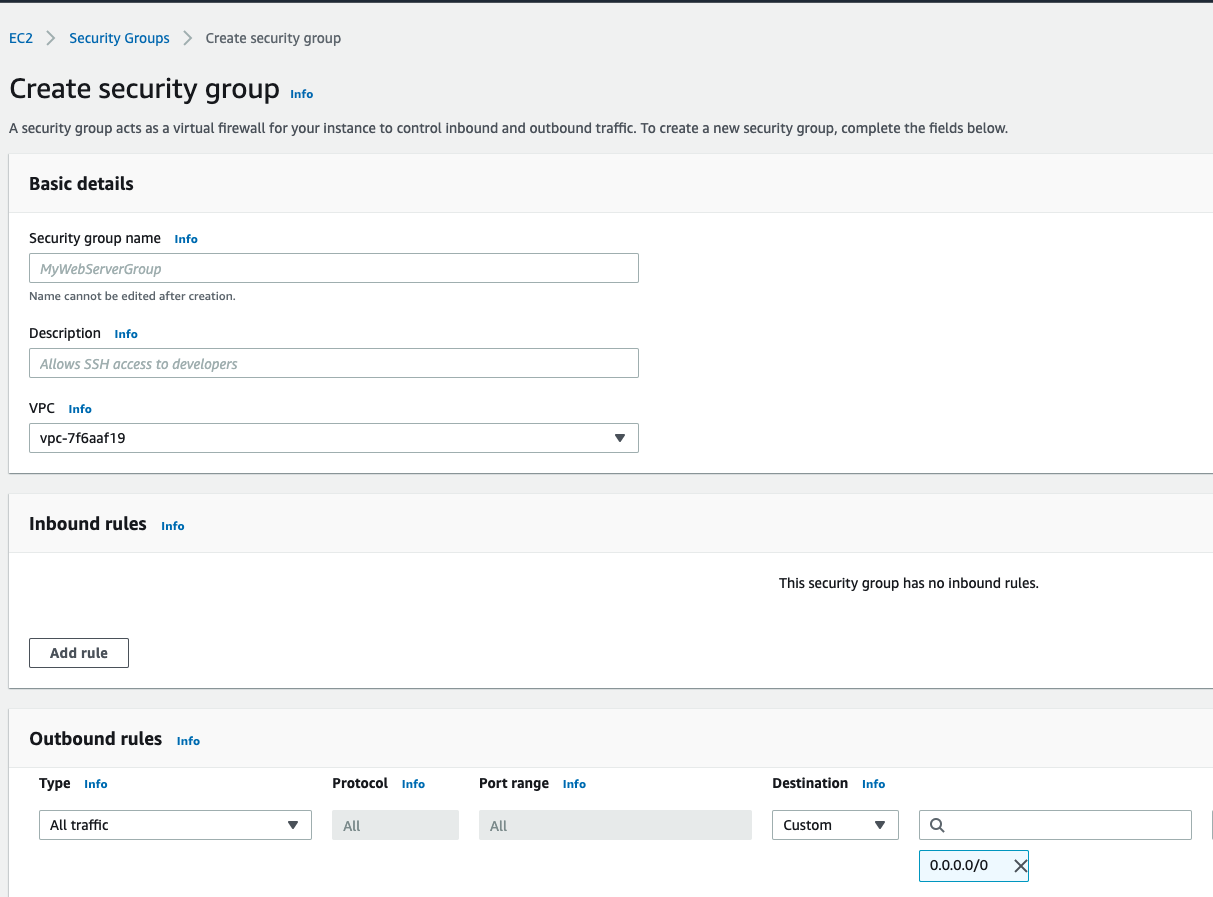 EC2 > Security Groups > Create security group
Create security group Info
A security group acts as a virtual firewall for your instance to control inbound and outbound traffic. To create a new security group, complete the fields below.
Basic details
Security group name Info
MyWebServerGroup
Name cannot be edited after creation.
Description Info
Allows SSH access to developers
VPC Info
vpc-7f6aaf19
Inbound rules Info
This security group has no inbound rules.
Add rule
Outbound rules Info
Type Info Protocol Info Port range Info Destination Info
All traffic All All Custom
0.0.0.0/0